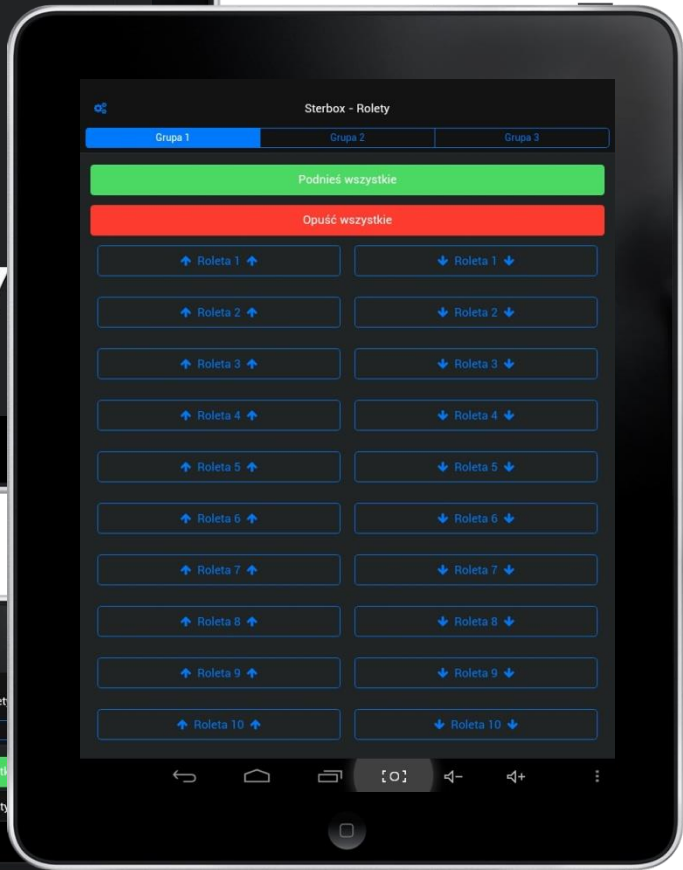 Sterbox - Rolety
Grupa 1 Grupa 2 Grupa 3
Podnieś wszystkie
Opuść wszystkie
Roleta 1 Roleta 1
Roleta 2 Roleta 2
Roleta 3 Roleta 3
Roleta 4 Roleta 4
Roleta 5 Roleta 5
Roleta 6 Roleta 6
Roleta 7 Roleta 7
Roleta 8 Roleta 8
Roleta 9 Roleta 9
Roleta 10 Roleta 10